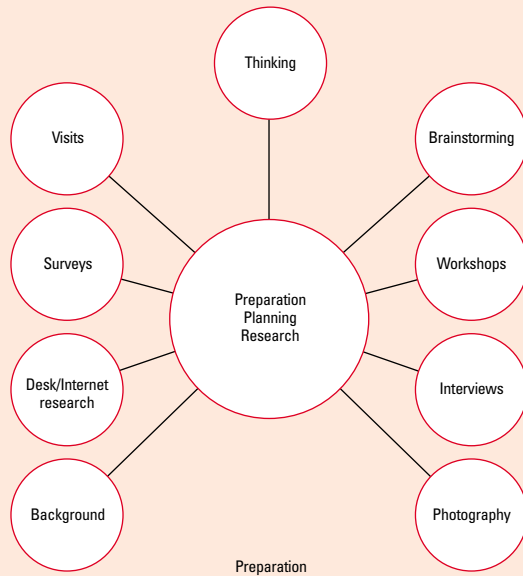 Thinking
Visits
Brainstorming
Surveys
Workshops
Preparation
Planning
Research
Desk/Internet
research
Interviews
Background
Photography
Preparation